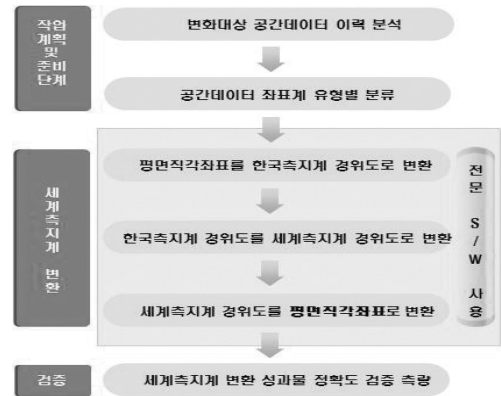 작업
계획
및
준비
단계
변화대상 공간데이터 이력 분석
공간데이터 좌표계 유형별 분류
세
계
측
지
계
변
환
평면직각좌표를 한국측지계 경위도로 변환
한국측지계 경위도를 세계측지계 경위도로 변환
세계측지계 경위도를 평면직각좌표로 변환
전
문
S
/
W
사
용
검증
세계측지계 변환 성과물 정확도 검증 측량